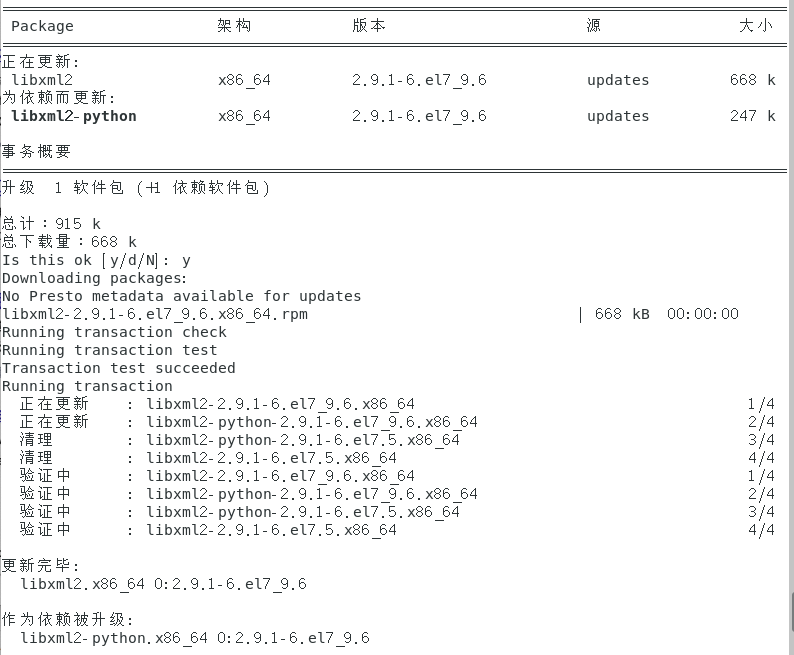 Package 架构 版本 源 大小
正在更新:
libxml2 x86_64 2.9.1-6.el7_9.6 updates 668 k
为依赖而更新:
libxml2-python x86_64 2.9.1-6.el7_9.6 updates 247 k
事务概要
升级 1 软件包 (+1 依赖软件包)
总计：915 k
总下载量：668 k
Is this ok [y/d/N]: y
Downloading packages:
No Presto metadata available for updates
libxml2-2.9.1-6.el7_9.6.x86_64.rpm | 668 kB 00:00:00
Running transaction check
Running transaction test
Transaction test succeeded
Running transaction
正在更新 : libxml2-2.9.1-6.el7_9.6.x86_64 1/4
正在更新 : libxml2-python-2.9.1-6.el7_9.6.x86_64 2/4
清理 : libxml2-python-2.9.1-6.el7.5.x86_64 3/4
清理 : libxml2-2.9.1-6.el7.5.x86_64 4/4
验证中 : libxml2-2.9.1-6.el7_9.6.x86_64 1/4
验证中 : libxml2-python-2.9.1-6.el7_9.6.x86_64 2/4
验证中 : libxml2-python-2.9.1-6.el7.5.x86_64 3/4
验证中 : libxml2-2.9.1-6.el7.5.x86_64 4/4
更新完毕:
libxml2.x86_64 0:2.9.1-6.el7_9.6
作为依赖被升级:
libxml2-python.x86_64 0:2.9.1-6.el7_9.6